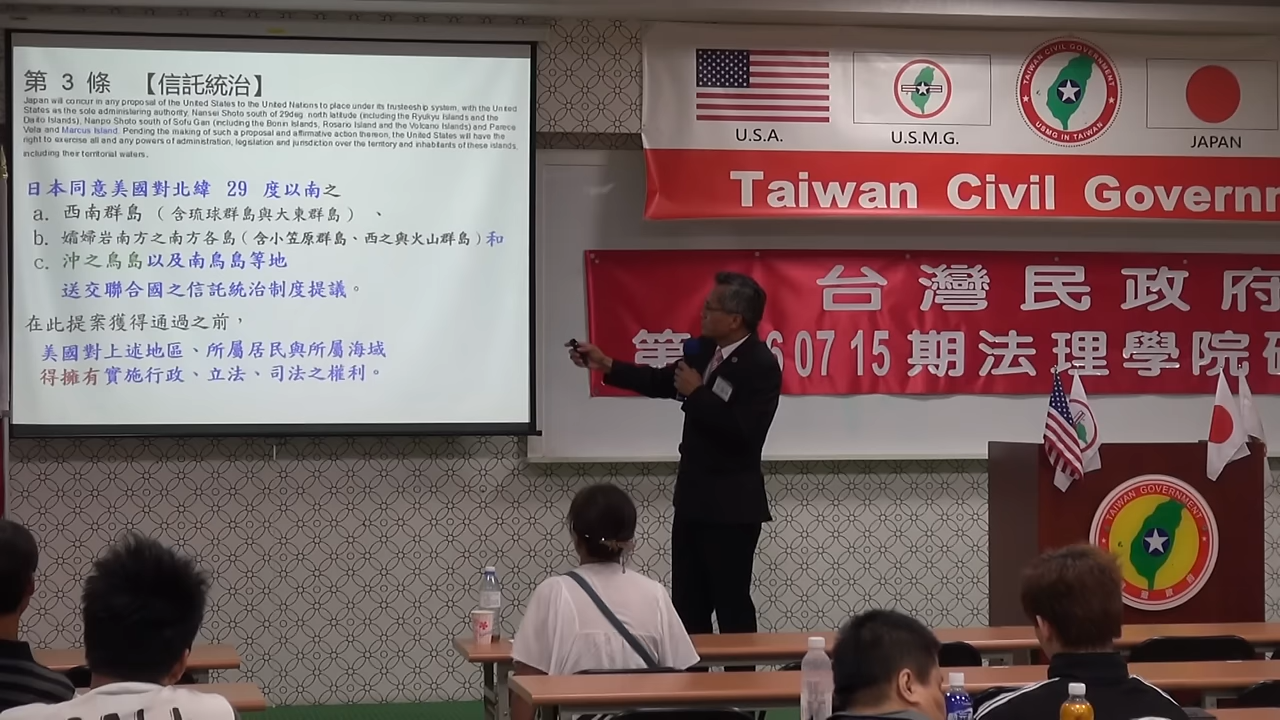 第 3 條 【信託統治】
Japan will concur in any proposal of the United States to the United Nations to place under its trusteeship system, with the United
States as the sole administering authority, Nansei Shoto south of 29deg. north latitude (including the Ryukyu Islands and the
Daito Islands), Nanpo Shoto south of Sofu Gan (including the Bonin Islands, Rosario Island and the Volcano Islands) and Parece
Vela and Marcus Island. Pending the making of such a proposal and affirmative action thereon, the United States will have the
right to exercise all and any powers of administration, legislation and jurisdiction over the territory and inhabitants of these islands,
including their territorial waters.
日本同意美國對北緯 29 度以南之
a. 西南群島 （含琉球群島與大東群島）、
b. 孀婦岩南方之南方各島（含小笠原群島、西之與火山群島）和
c. 沖之鳥島以及南鳥島等地
送交聯合國之信託統治制度提議。
在此提案獲得通過之前，
美國對上述地區、所屬居民與所屬海域
得擁有實施行政、立法、司法之權利。
U.S.A.
U.S.M.G.
TAIWAN CIVIL GOVERNMENT
USMG IN TAIWAN
JAPAN
Taiwan Civil Governm
台灣民政府
第 6 07 15 期法理學院研
TAIWAN GOVERNMENT